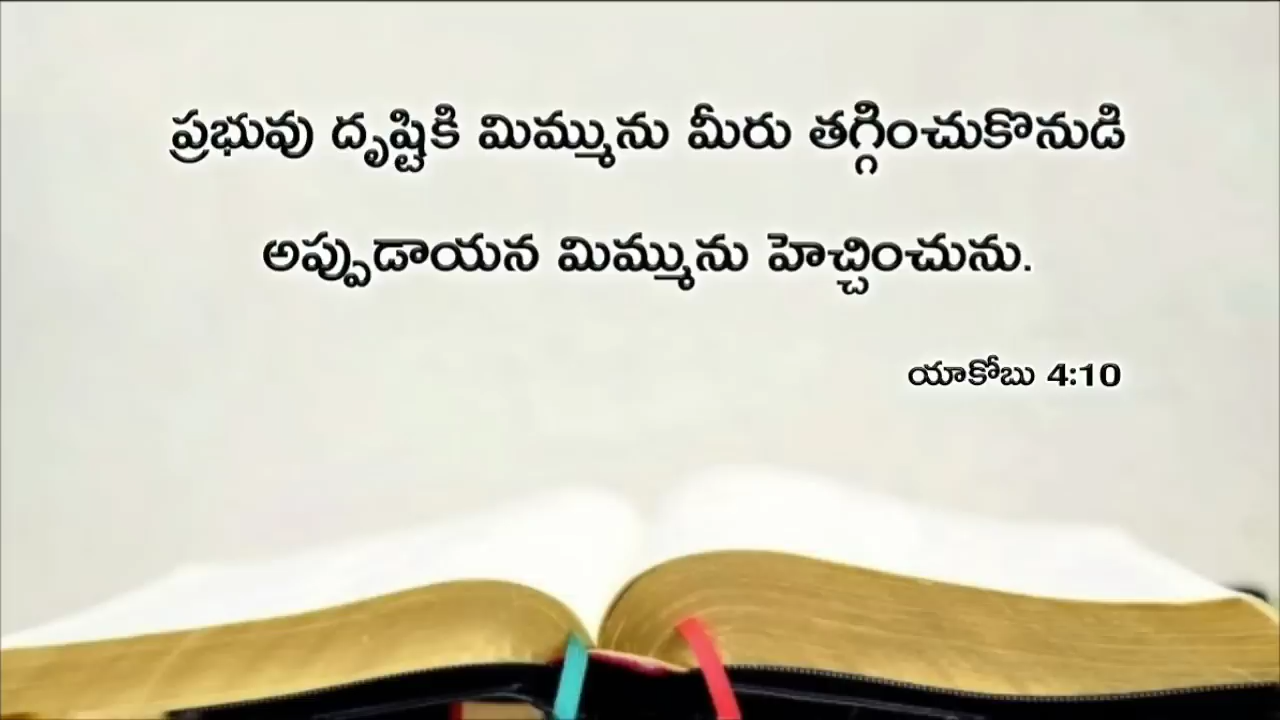 ప్రభువు దృష్టికి మిమ్మును మీరు తగ్గించుకొనుడి
అప్పుడాయన మిమ్మును హెచ్చించును.
యాకోబు 4:10